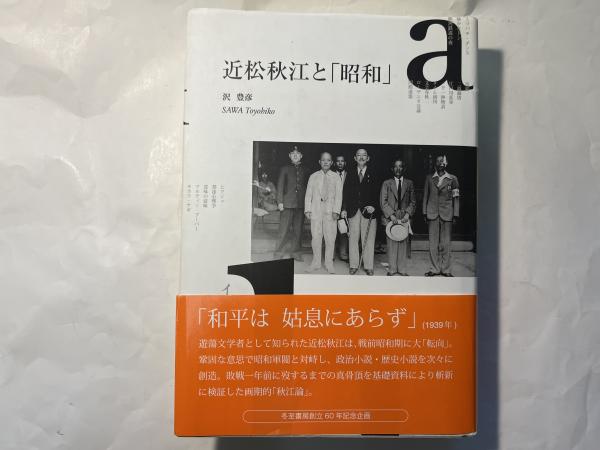 近松秋江と「昭和」
沢 豊彦
SAWA Toyohiko
a
「和平は 姑息にあらず」(1939年)
遊蕩文学者として知られた近松秋江は、戦前昭和期に大「転向」。
鞏固な意思で昭和軍閥と対峙し、政治小説・歴史小説を次々に
創造。敗戦一年前に歿するまでの真骨頂を基礎資料により斬新
に検証した画期的「秋江論」。
冬至書房創立60年記念企画